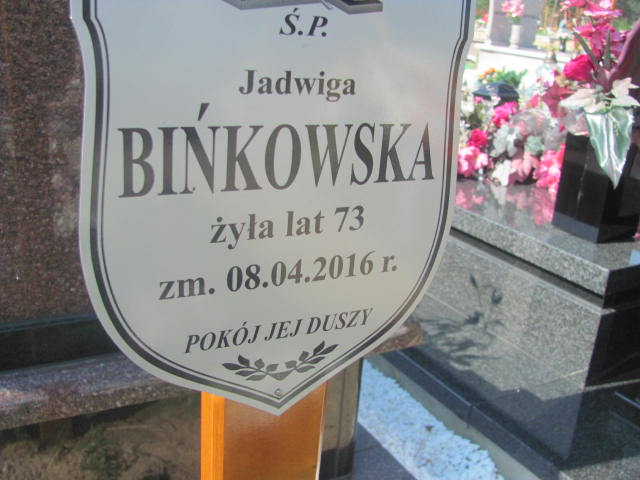 Ś.P.
Jadwiga
BIŃKOWSKA
żyła lat 73
zm. 08.04.2016 r.
POKÓJ JEJ DUSZY